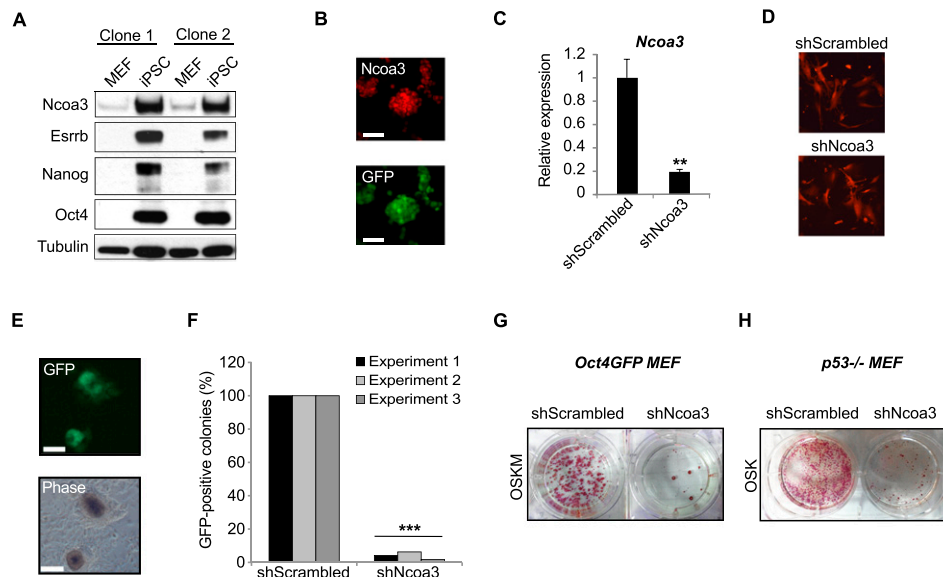 A
Clone 1 Clone 2
MEF iPSC MEF iPSC
Ncoa3
Esrrb
Nanog
Oct4
Tubulin
B
Ncoa3
GFP
C
Ncoa3
Relative expression
1.2
1
0.8
0.6
0.4
0.2
0
**
shScrambled
shNcoa3
D
shScrambled
shNcoa3
E
GFP
Phase
F
GFP-positive colonies (%)
120
100
80
60
40
20
0
Experiment 1
Experiment 2
Experiment 3
***
shScrambled shNcoa3
G
Oct4GFP MEF
shScrambled shNcoa3
OSKM
H
p53-/- MEF
shScrambled shNcoa3
OSK